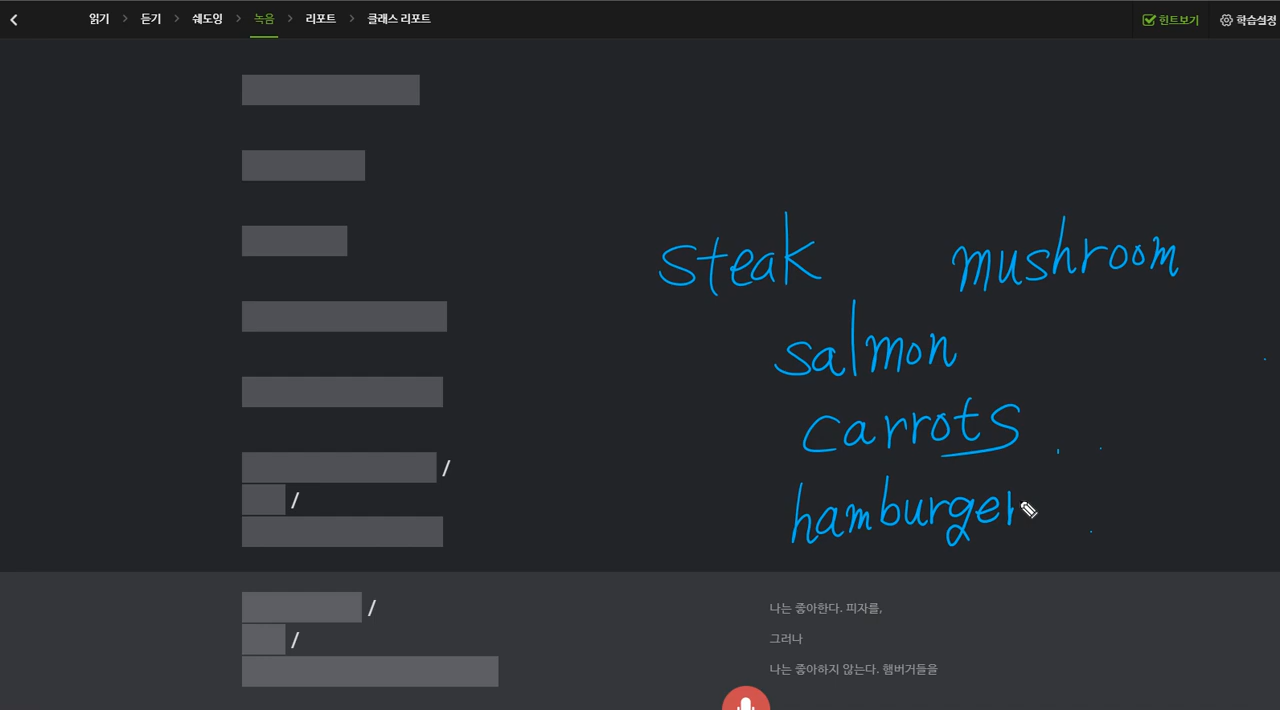 읽기 > 듣기 > 쉐도잉 > 녹음 > 리포트 > 클래스 리포트 힌트보기 학습설정
steak mushroom
salmon
carrots
/
/
hamburger
/ 나는 좋아한다. 피자를,
/ 그러나
나는 좋아하지 않는다. 햄버거들을